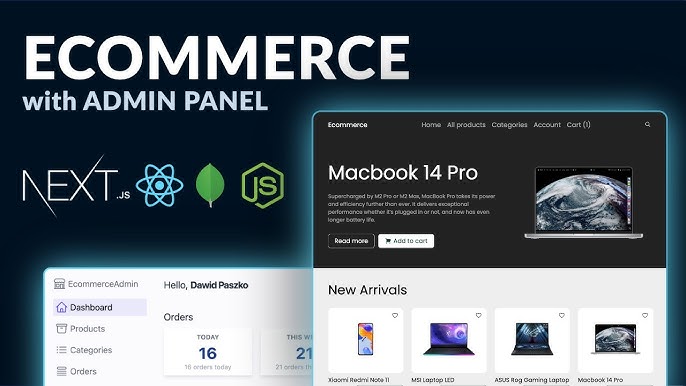 ECOMMERCE
with ADMIN PANEL
NEXT.JS
JS
Ecommerce
Home All products Categories Account Cart (1)
Macbook 14 Pro
Supercharged by M2 Pro or M2 Max, MacBook Pro takes its power
and efficiency further than ever. It delivers exceptional
performance whether it's plugged in or not, and now has even
longer battery life.
Read more Add to cart
New Arrivals
Xiaomi Redmi Note 11 MSI Laptop LED ASUS Rog Gaming Laptop Macbook 14 Pro
EcommerceAdmin
Dashboard
Products
Categories
Orders
Hello, Dawid Paszko
Orders
TODAY
16
16 orders today
THIS W
21
21 orders th